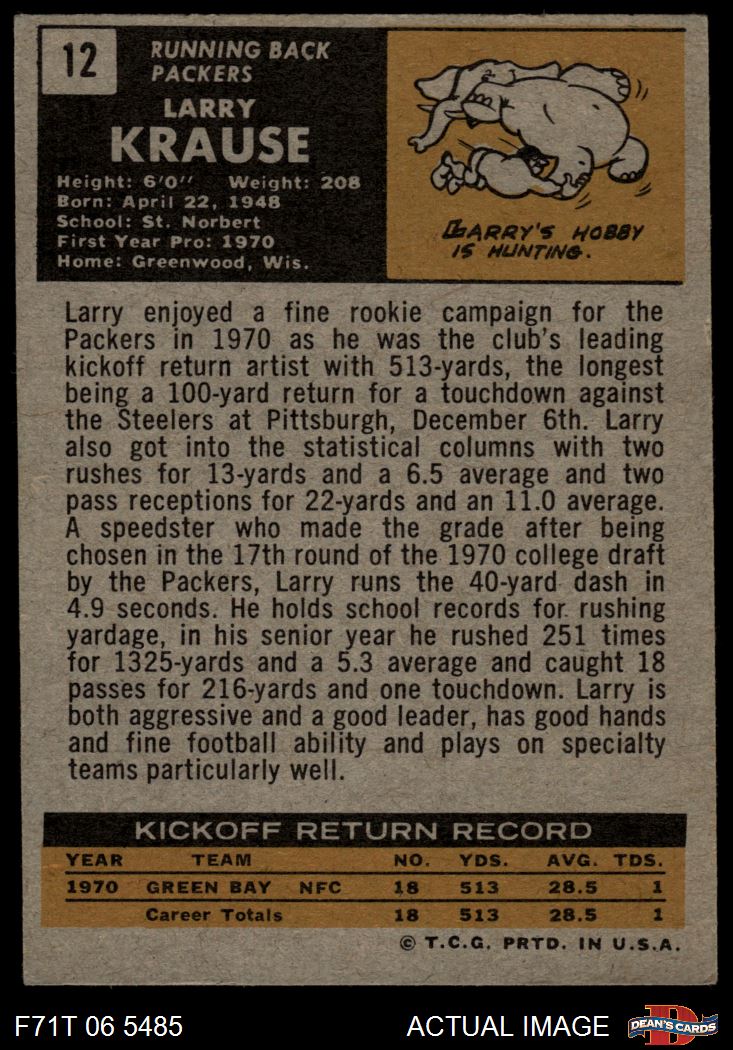 12
RUNNING BACK
PACKERS
LARRY
KRAUSE
Height: 6'0'' Weight: 208
Born: April 22, 1948
School: St. Norbert
First Year Pro: 1970
Home: Greenwood, Wis.
LARRY'S HOBBY
IS HUNTING.
Larry enjoyed a fine rookie campaign for the
Packers in 1970 as he was the club's leading
kickoff return artist with 513-yards, the longest
being a 100-yard return for a touchdown against
the Steelers at Pittsburgh, December 6th. Larry
also got into the statistical columns with two
rushes for 13-yards and a 6.5 average and two
pass receptions for 22-yards and an 11.0 average.
A speedster who made the grade after being
chosen in the 17th round of the 1970 college draft
by the Packers, Larry runs the 40-yard dash in
4.9 seconds. He holds school records for rushing
yardage, in his senior year he rushed 251 times
for 1325-yards and a 5.3 average and caught 18
passes for 216-yards and one touchdown. Larry is
both aggressive and a good leader, has good hands
and fine football ability and plays on specialty
teams particularly well.
KICKOFF RETURN RECORD
YEAR TEAM NO. YDS. AVG. TDS.
1970 GREEN BAY NFC 18 513 28.5 1
Career Totals 18 513 28.5 1
© T.C.G. PRTD. IN U.S.A.
F71T 06 5485 ACTUAL IMAGE D DEAN'S CARDS